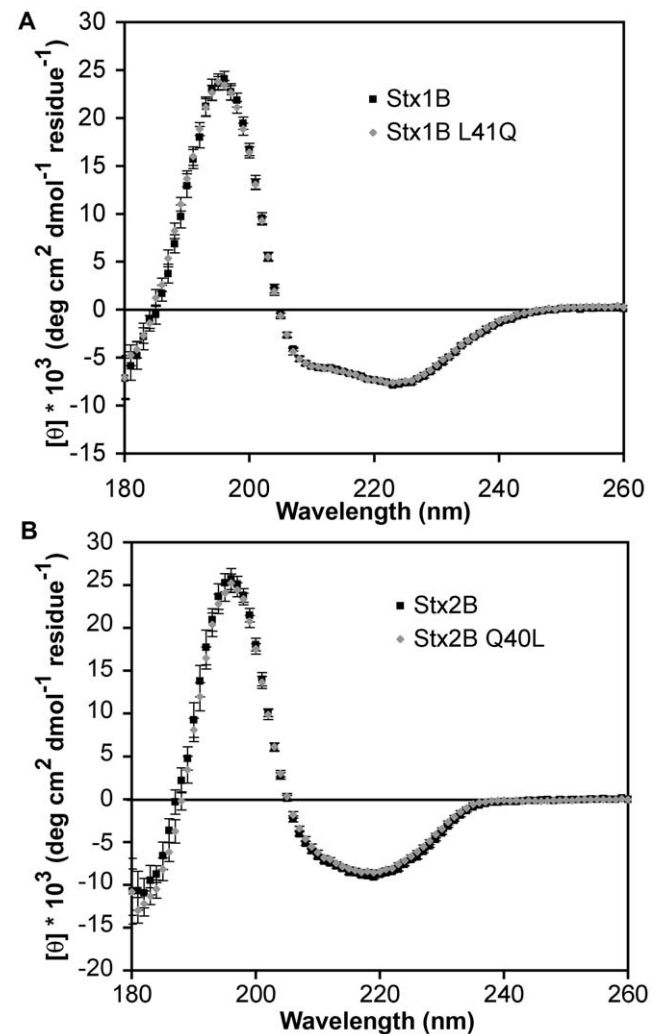 A
30
25
20
15
10
5
0
-5
-10
-15
[θ] * 10³ (deg cm² dmol⁻¹ residue⁻¹)
Stx1B
Stx1B L41Q
180 200 220 240 260
Wavelength (nm)
B
30
25
20
15
10
5
0
-5
-10
-15
-20
[θ] * 10³ (deg cm² dmol⁻¹ residue⁻¹)
Stx2B
Stx2B Q40L
180 200 220 240 260
Wavelength (nm)